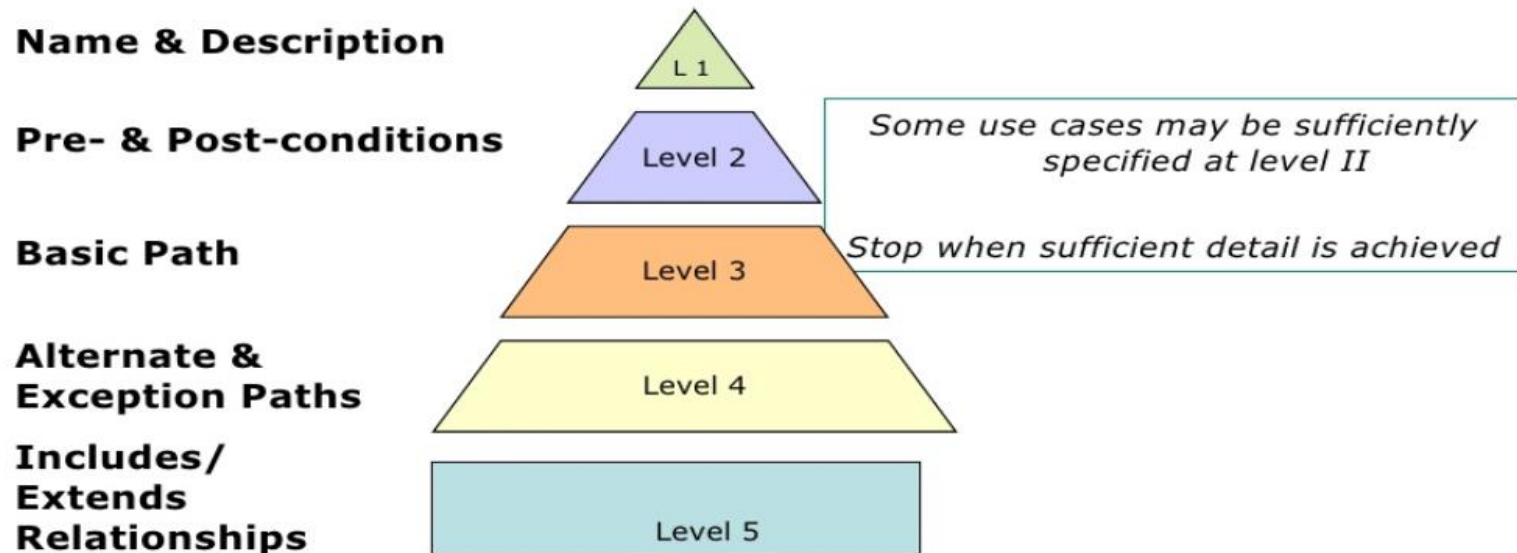 Name & Description
L 1
Pre- & Post-conditions
Level 2
Some use cases may be sufficiently
specified at level II
Basic Path
Level 3
Stop when sufficient detail is achieved
Alternate &
Exception Paths
Level 4
Includes/
Extends
Relationships
Level 5